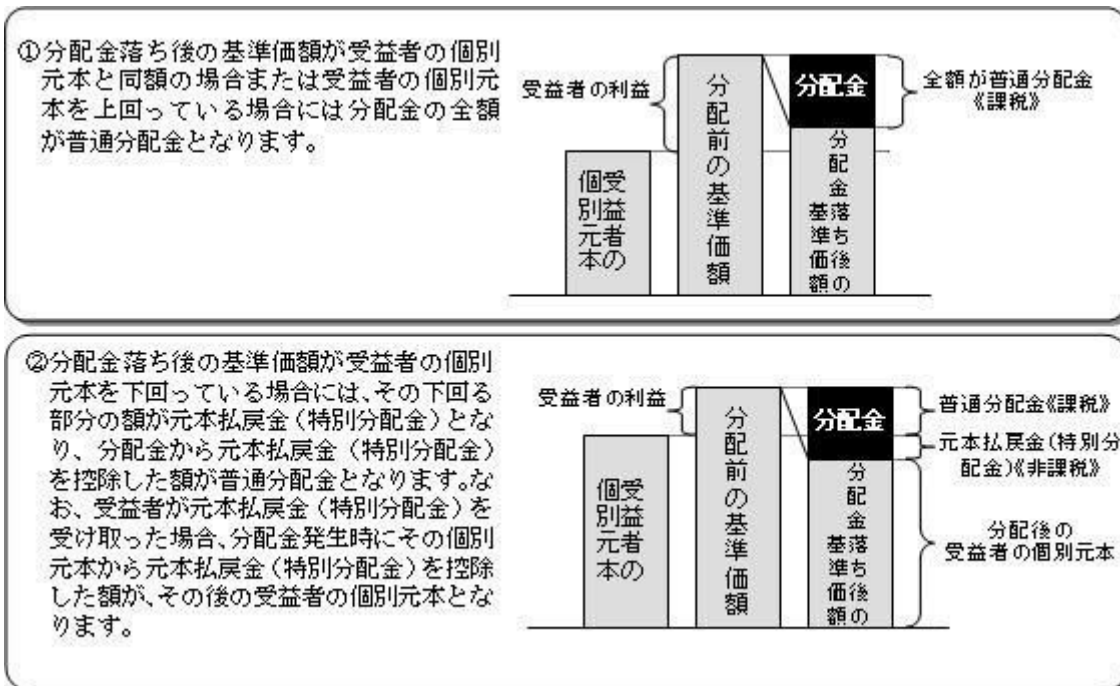 ①分配金落ち後の基準価額が受益者の個別
元本と同額の場合または受益者の個別元
本を上回っている場合には分配金の全額
が普通分配金となります。
受益者の利益
受益者の
個別元本
分配前の基準価額
分配金
分配金落ち後の
基準価額
全額が普通分配金
《課税》
②分配金落ち後の基準価額が受益者の個別
元本を下回っている場合には、その下回る
部分の額が元本払戻金（特別分配金）とな
り、分配金から元本払戻金（特別分配金）
を控除した額が普通分配金となります。な
お、受益者が元本払戻金（特別分配金）を
受け取った場合、分配金発生時にその個別
元本から元本払戻金（特別分配金）を控除
した額が、その後の受益者の個別元本とな
ります。
受益者の利益
受益者の
個別元本
分配前の基準価額
分配金
分配金落ち後の
基準価額
普通分配金《課税》
元本払戻金(特別分
配金)《非課税》
分配後の
受益者の個別元本